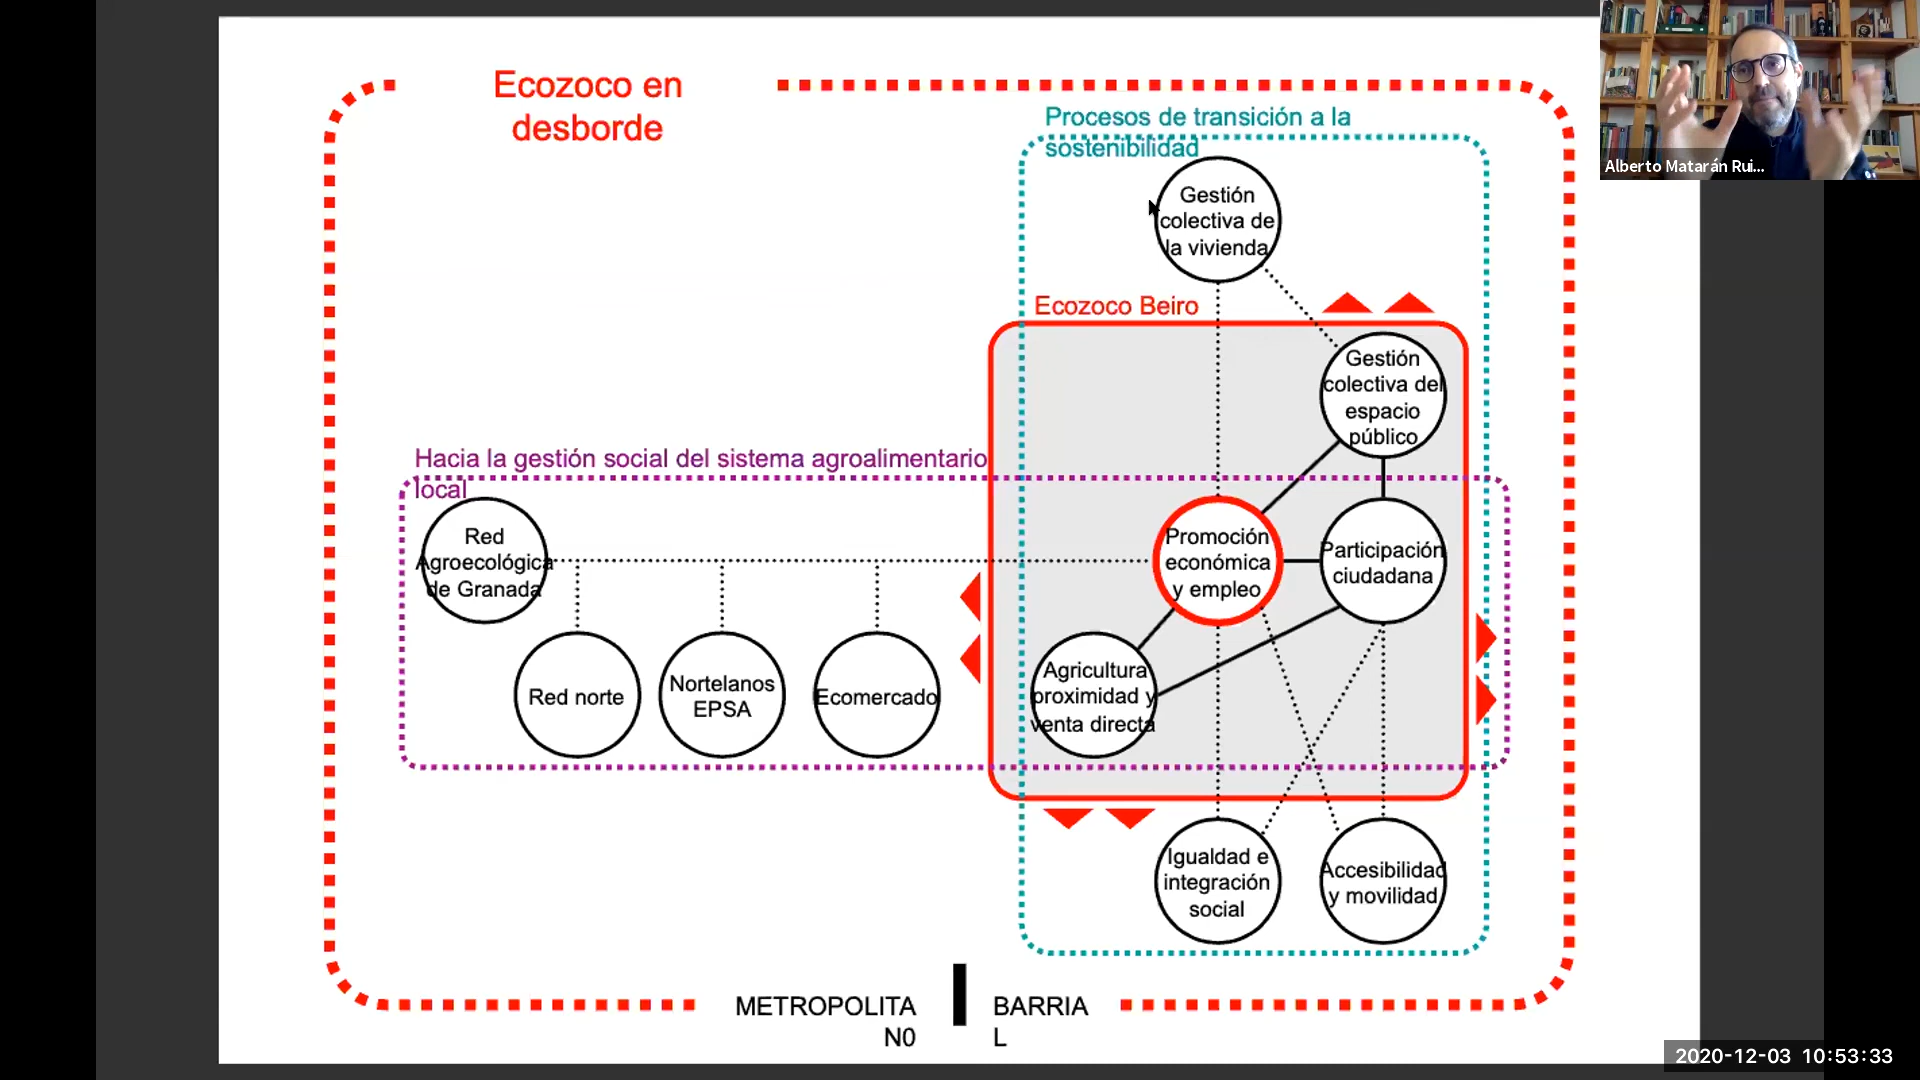 Ecozoco en
desborde
Procesos de transición a la
sostenibilidad
Alberto Matarán Rui...
Gestión
colectiva de
la vivienda
Ecozoco Beiro
Gestión
colectiva del
espacio
público
Hacia la gestión social del sistema agroalimentario
local
Red
Agroecológica
de Granada
Promoción
económica
y empleo
Participación
ciudadana
Red norte
Nortelanos
EPSA
Ecomercado
Agricultura
proximidad y
venta directa
Igualdad e
integración
social
Accesibilidad
y movilidad
METROPOLITA
N0
BARRIA
L
2020-12-03 10:53:33